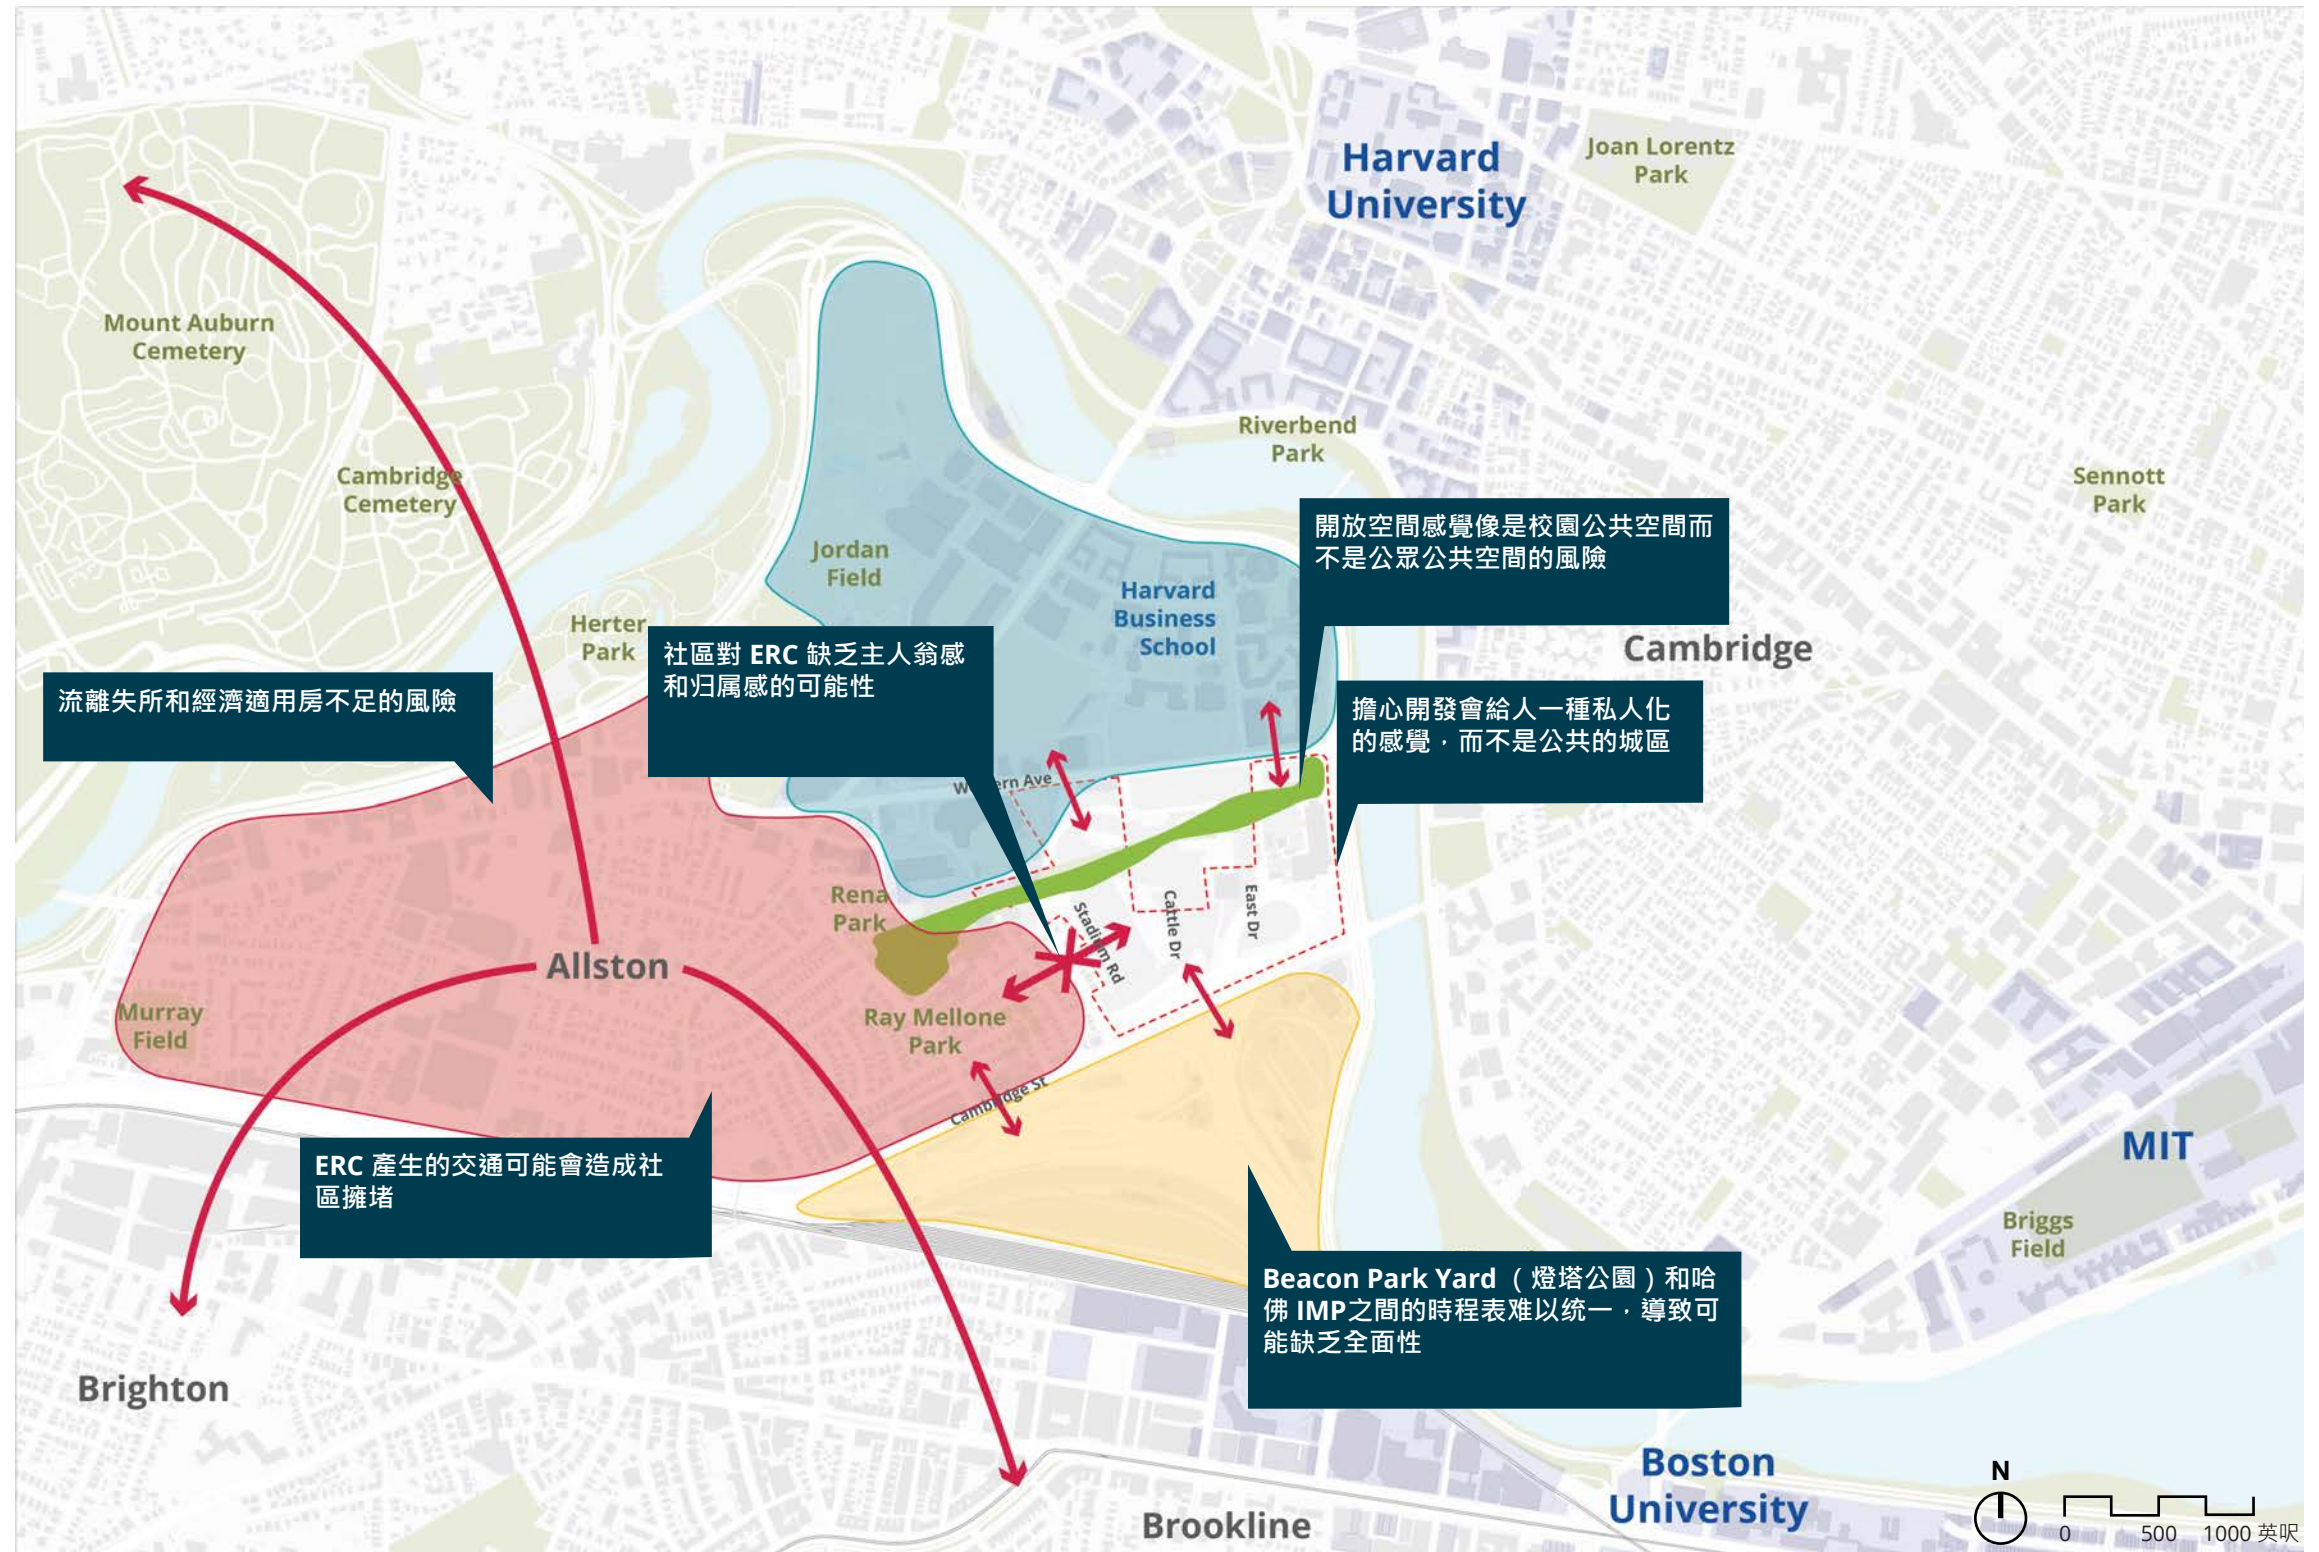 Harvard
University
Joan Lorentz
Park
Mount Auburn
Cemetery
Cambridge
Cemetery
Riverbend
Park
Sennott
Park
Jordan
Field
開放空間感覺像是校園公共空間而
不是公眾公共空間的風險
Harvard
Business
School
Herter
Park
社區對 ERC 缺乏主人翁感
和归属感的可能性
Cambridge
流離失所和經濟適用房不足的風險
擔心開發會給人一種私人化
的感覺，而不是公共的城區
ern Ave
Rena
Park
Stadium Rd
Cattle Dr
East Dr
Allston
Murray
Field
Ray Mellone
Park
Cambridge St
ERC 產生的交通可能會造成社
區擁堵
MIT
Briggs
Field
Beacon Park Yard （燈塔公園）和哈
佛 IMP之間的時程表难以统一，導致可
能缺乏全面性
Brighton
Boston
University
Brookline
N
0 500 1000 英呎